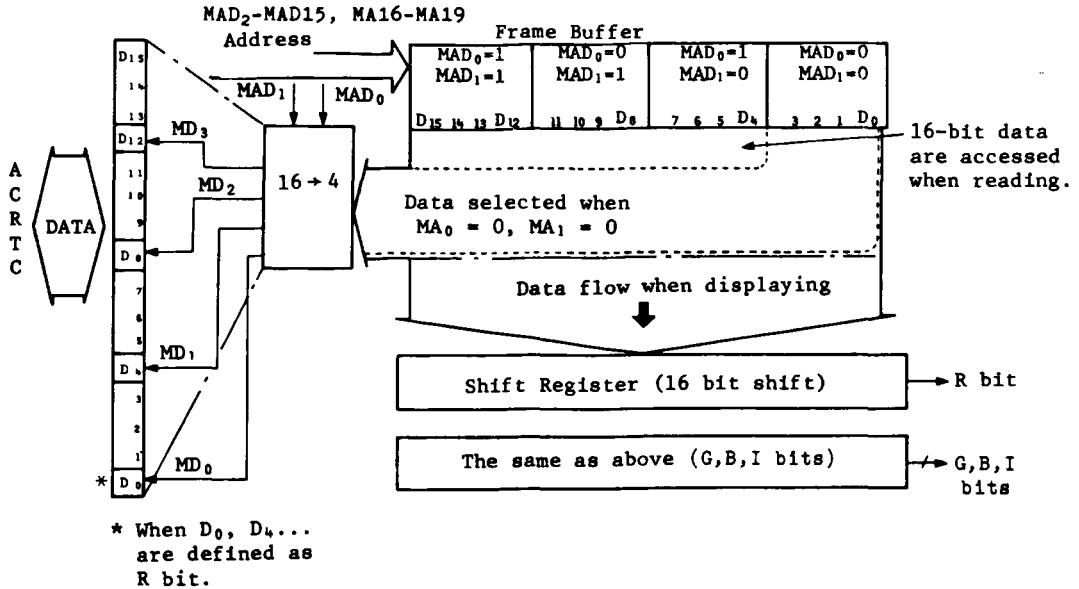 MAD₂-MAD15, MA16-MA19
Address
Frame Buffer
MAD₀=1 MAD₀=0 MAD₀=1 MAD₀=0
MAD₁=1 MAD₁=1 MAD₁=0 MAD₁=0
D₁₅ 14 13 D₁₂ 11 10 9 D₈ 7 6 5 D₄ 3 2 1 D₀
MAD₁ MAD₀
16→4
16-bit data
are accessed
when reading.
Data selected when
MA₀ = 0, MA₁ = 0
Data flow when displaying
Shift Register (16 bit shift)
R bit
The same as above (G,B,I bits)
G,B,I
bits
ACRTC
DATA
D₁₅
14
13
D₁₂
11
10
9
D₈
7
6
5
D₄
3
2
1
* D₀
MD₃
MD₂
MD₁
MD₀
* When D₀, D₄...
are defined as
R bit.